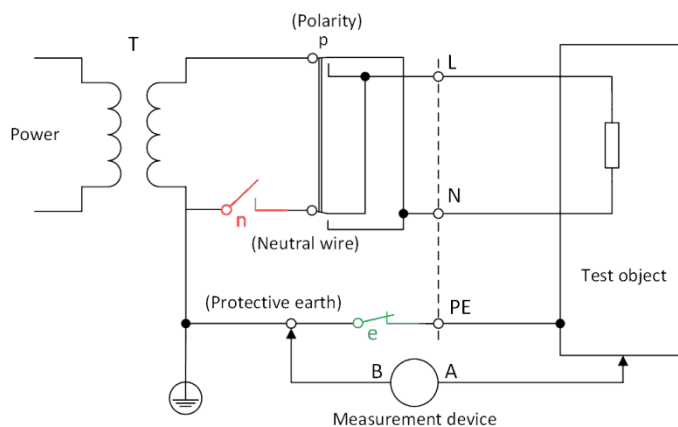 (Polarity)
T
p
L
Power
n
N
(Neutral wire)
Test object
(Protective earth)
PE
e
B
A
Measurement device